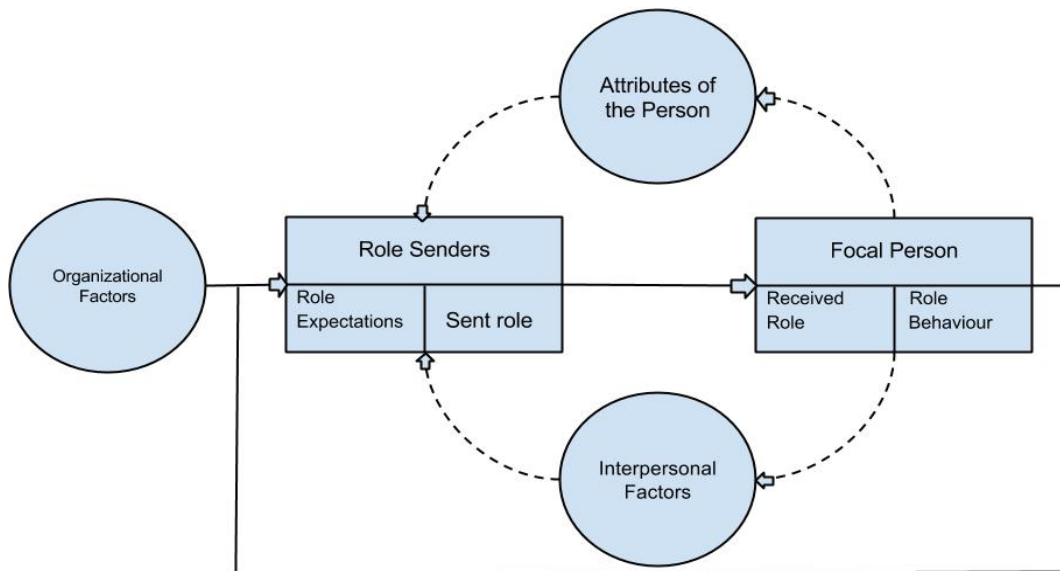 Attributes of
the Person
Organizational
Factors
Role Senders
Role
Expectations
Sent role
Focal Person
Received
Role
Role
Behaviour
Interpersonal
Factors